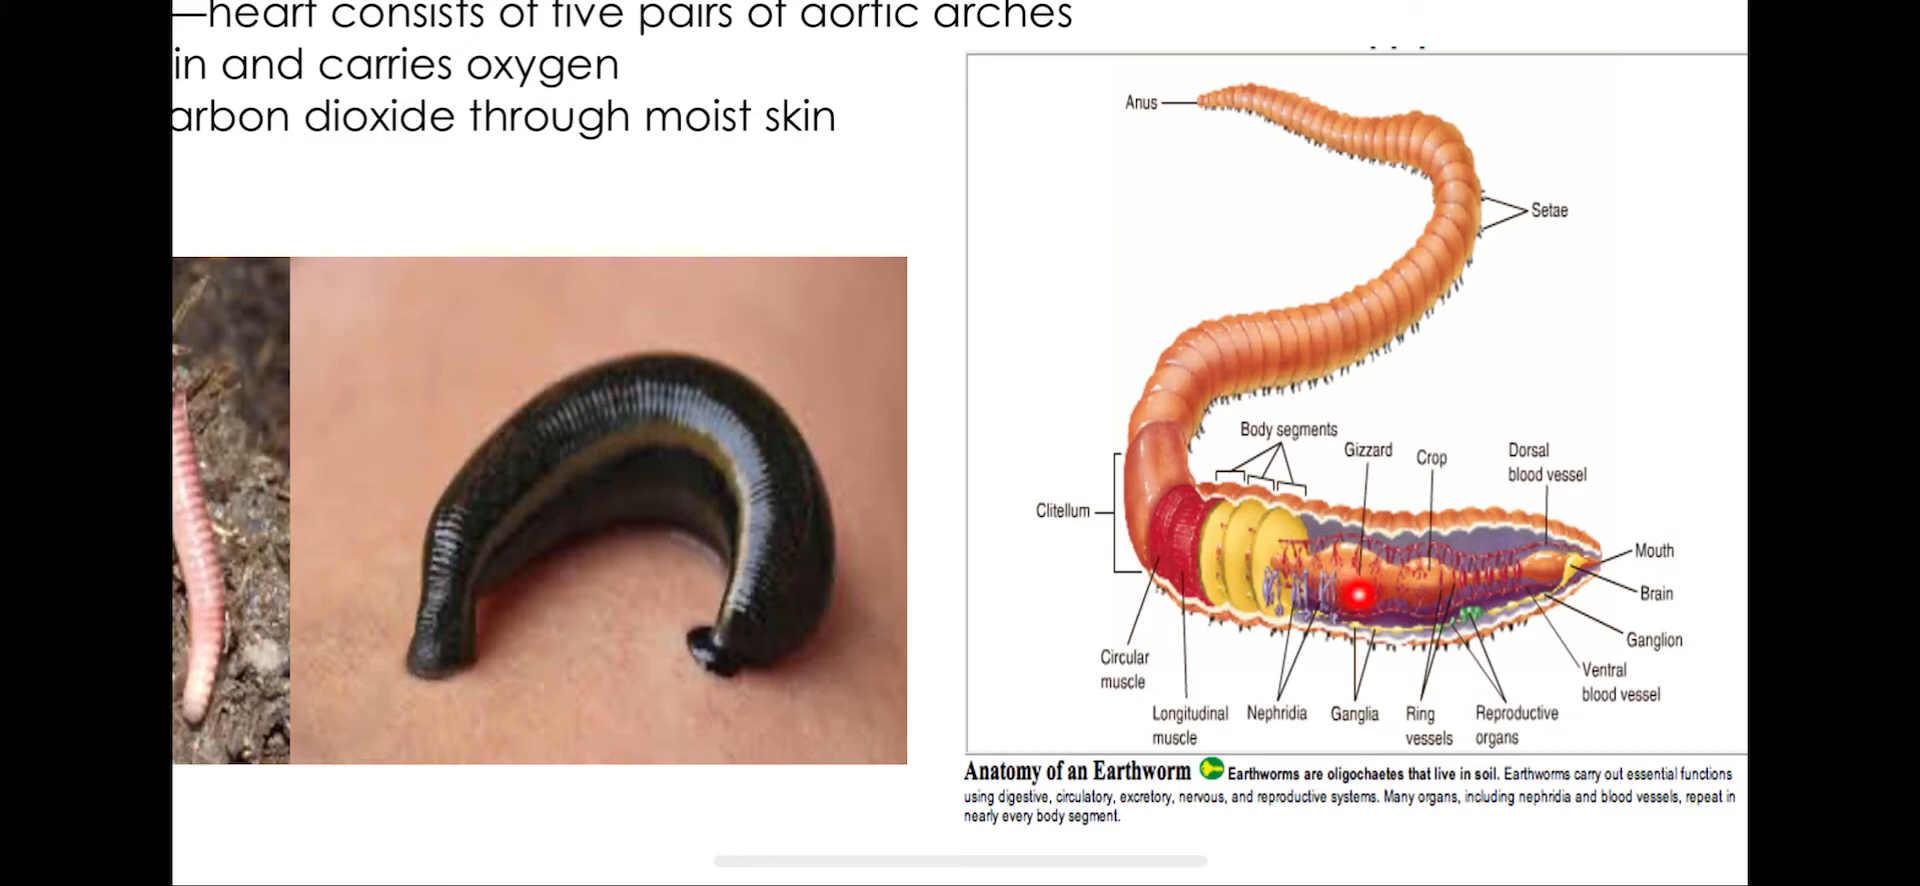 —heart consists of five pairs of aortic arches
in and carries oxygen
arbon dioxide through moist skin
Anus
Setae
Body segments
Gizzard
Crop
Dorsal
blood vessel
Clitellum
Mouth
Brain
Ganglion
Ventral
blood vessel
Circular
muscle
Longitudinal
muscle
Nephridia
Ganglia
Ring
vessels
Reproductive
organs
Anatomy of an Earthworm Earthworms are oligochaetes that live in soil. Earthworms carry out essential functions
using digestive, circulatory, excretory, nervous, and reproductive systems. Many organs, including nephridia and blood vessels, repeat in
nearly every body segment.